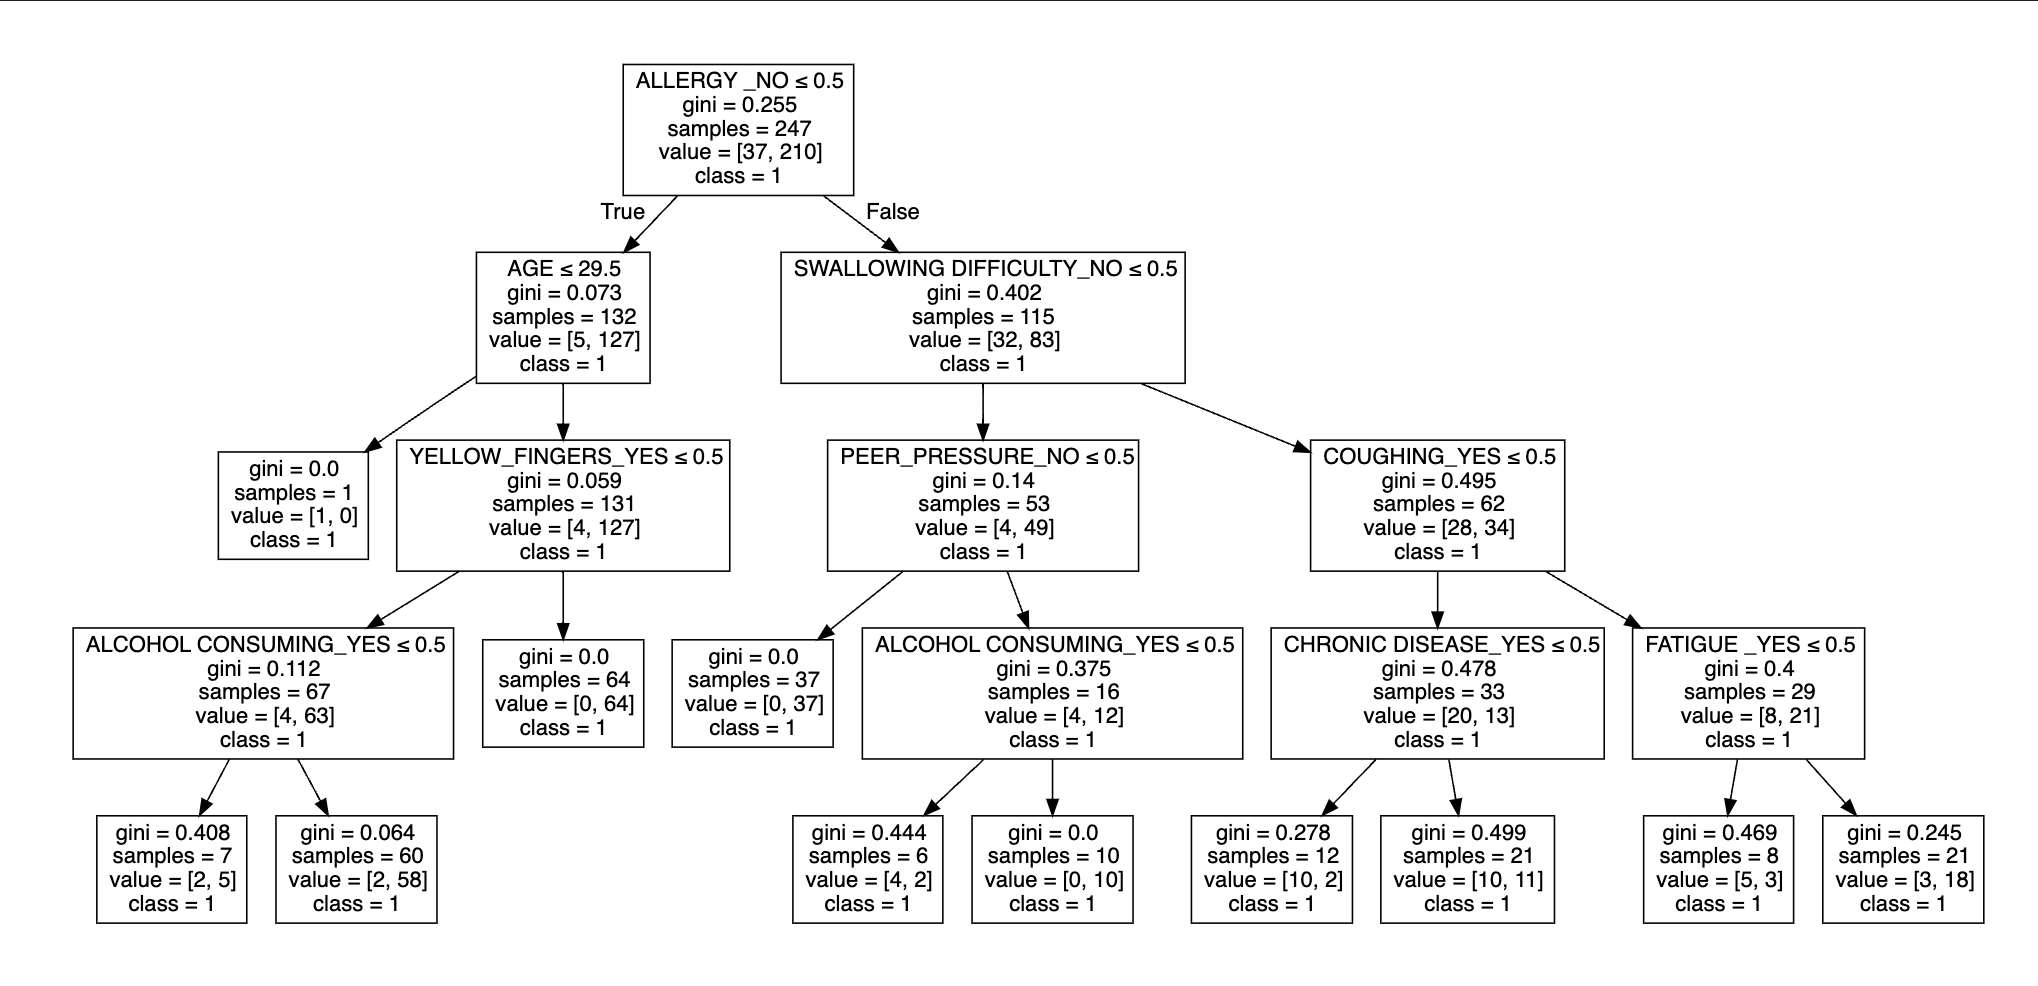 ALLERGY _NO ≤ 0.5
gini = 0.255
samples = 247
value = [37, 210]
class = 1
True
False
AGE ≤ 29.5
gini = 0.073
samples = 132
value = [5, 127]
class = 1
SWALLOWING DIFFICULTY_NO ≤ 0.5
gini = 0.402
samples = 115
value = [32, 83]
class = 1
gini = 0.0
samples = 1
value = [1, 0]
class = 1
YELLOW_FINGERS_YES ≤ 0.5
gini = 0.059
samples = 131
value = [4, 127]
class = 1
PEER_PRESSURE_NO ≤ 0.5
gini = 0.14
samples = 53
value = [4, 49]
class = 1
COUGHING_YES ≤ 0.5
gini = 0.495
samples = 62
value = [28, 34]
class = 1
ALCOHOL CONSUMING_YES ≤ 0.5
gini = 0.112
samples = 67
value = [4, 63]
class = 1
gini = 0.0
samples = 64
value = [0, 64]
class = 1
gini = 0.0
samples = 37
value = [0, 37]
class = 1
ALCOHOL CONSUMING_YES ≤ 0.5
gini = 0.375
samples = 16
value = [4, 12]
class = 1
CHRONIC DISEASE_YES ≤ 0.5
gini = 0.478
samples = 33
value = [20, 13]
class = 1
FATIGUE _YES ≤ 0.5
gini = 0.4
samples = 29
value = [8, 21]
class = 1
gini = 0.408
samples = 7
value = [2, 5]
class = 1
gini = 0.064
samples = 60
value = [2, 58]
class = 1
gini = 0.444
samples = 6
value = [4, 2]
class = 1
gini = 0.0
samples = 10
value = [0, 10]
class = 1
gini = 0.278
samples = 12
value = [10, 2]
class = 1
gini = 0.499
samples = 21
value = [10, 11]
class = 1
gini = 0.469
samples = 8
value = [5, 3]
class = 1
gini = 0.245
samples = 21
value = [3, 18]
class = 1